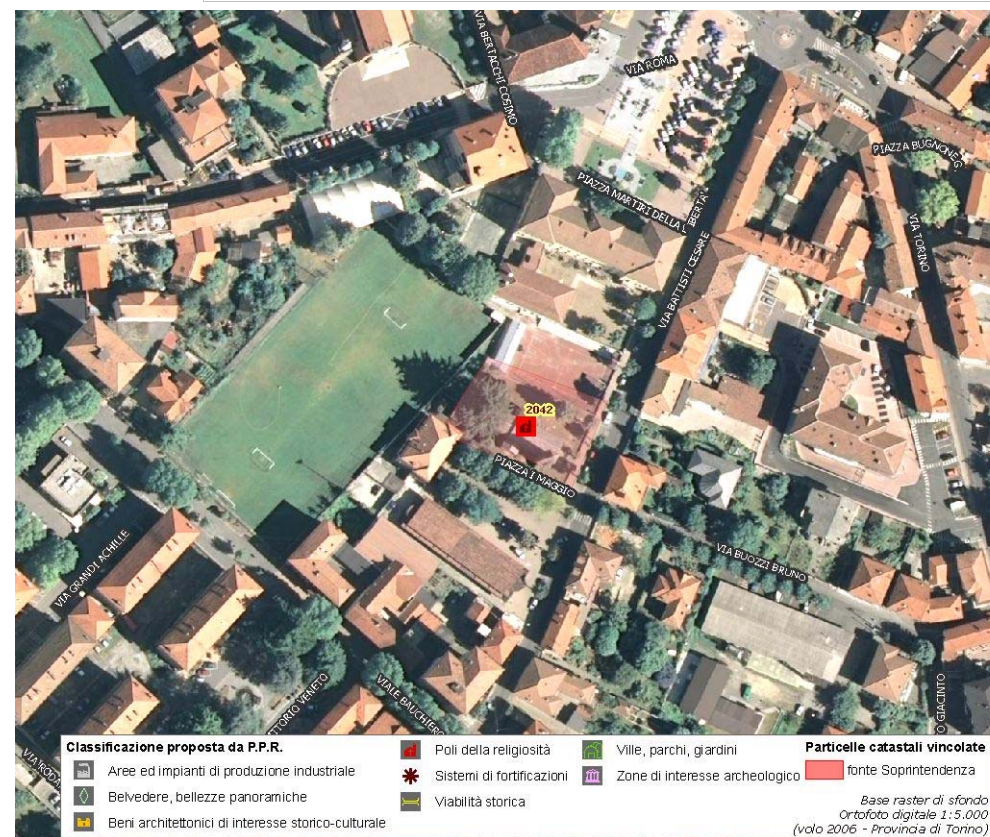 VIA BERTACCHI COSIMO
VIA ROMA
PIAZZA BUGNONE G.
PIAZZA MARTIRI DELLA LIBERTA'
VIA TORINO
VIA BATTISTI CESARE
2042
PIAZZA I MAGGIO
VIA GRANDI ACHILLE
VIA BUOZZI BRUNO
VITTORIO VENETO
VIALE BAUCHIERO
O GIACINTO
VIA RODA
Classificazione proposta da P.P.R.
Aree ed impianti di produzione industriale
Belvedere, bellezze panoramiche
Beni architettonici di interesse storico-culturale
Poli della religiosità
Sistemi di fortificazioni
Viabilità storica
Ville, parchi, giardini
Zone di interesse archeologico
Particelle catastali vincolate
fonte Soprintendenza
Base raster di sfondo
Ortofoto digitale 1:5.000
(volo 2006 - Provincia di Torino)